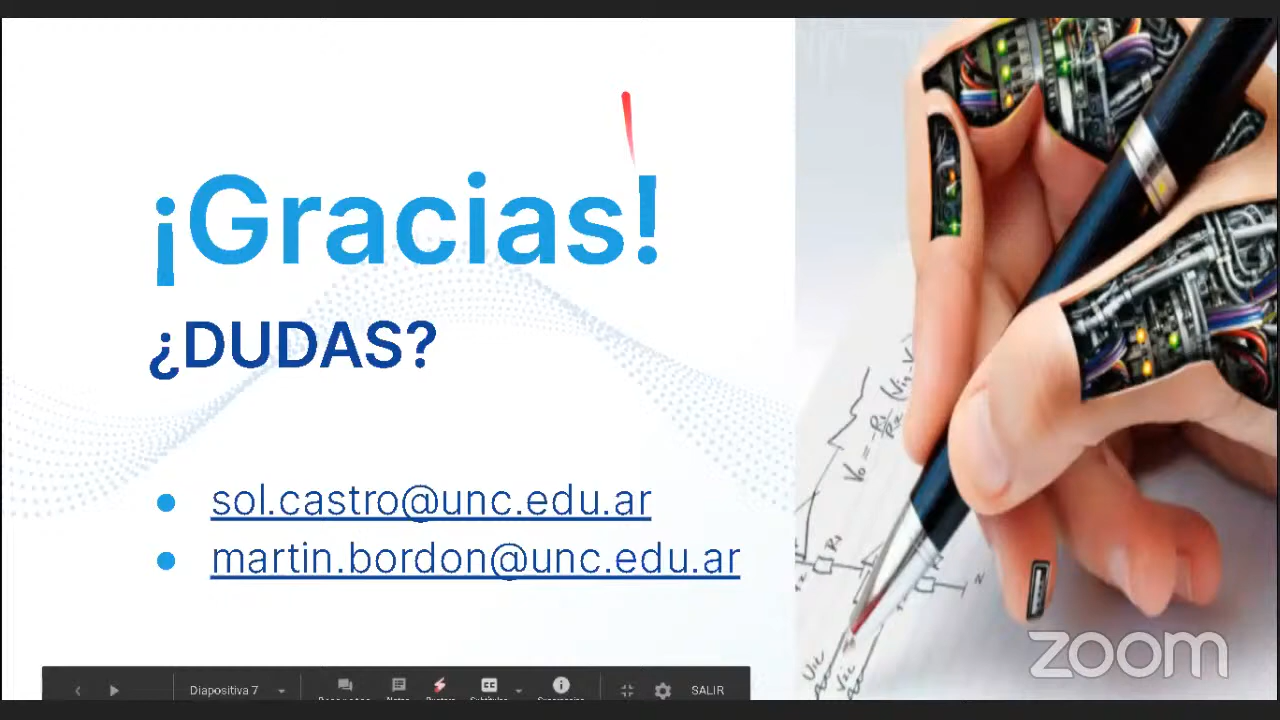 ¡Gracias!
¿DUDAS?
sol.castro@unc.edu.ar
martin.bordon@unc.edu.ar
Diapositiva 7
SALIR
zoom